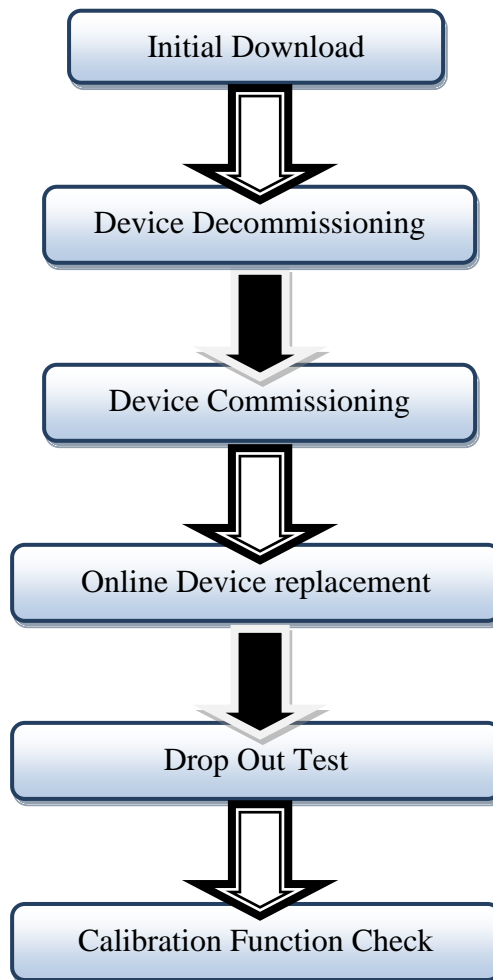 Initial Download
Device Decommissioning
Device Commissioning
Online Device replacement
Drop Out Test
Calibration Function Check